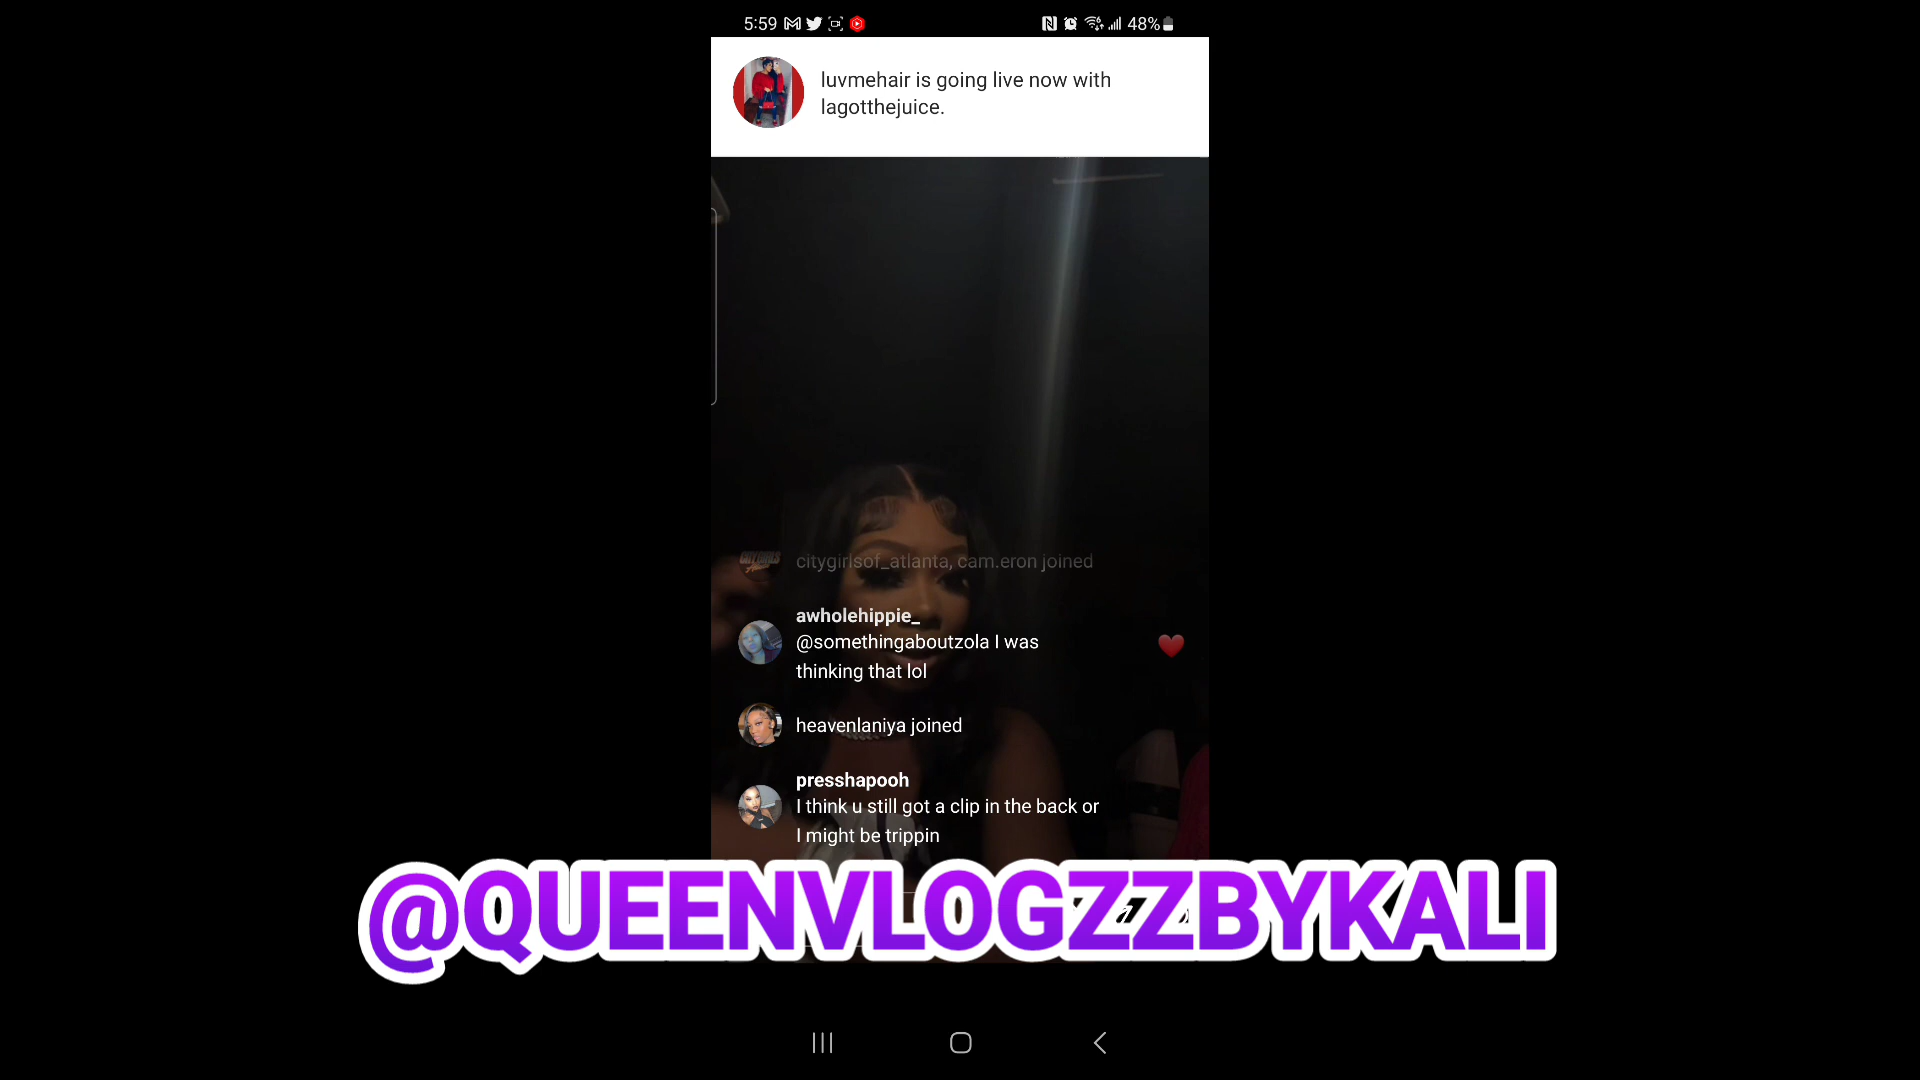 5:59
48%
luvmehair is going live now with
lagotthejuice.
citygirlsof_atlanta, cam.eron joined
awholehippie_
@somethingaboutzola I was
thinking that lol
heavenlaniya joined
presshapooh
I think u still got a clip in the back or
I might be trippin
@QUEENVLOGZZBYKALI